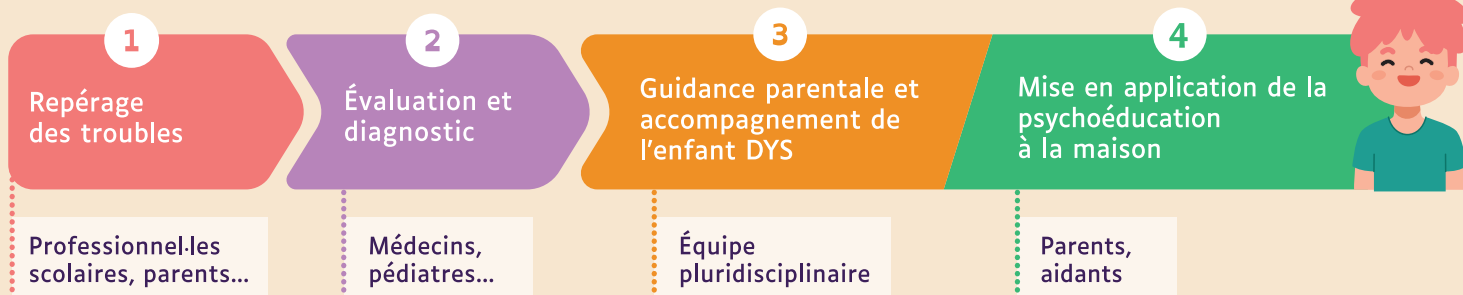 1
Repérage
des troubles
2
Évaluation et
diagnostic
3
Guidance parentale et
accompagnement de
l'enfant DYS
4
Mise en application de la
psychoéducation
à la maison
Professionnel·les
scolaires, parents...
Médecins,
pédiatres...
Équipe
pluridisciplinaire
Parents,
aidants